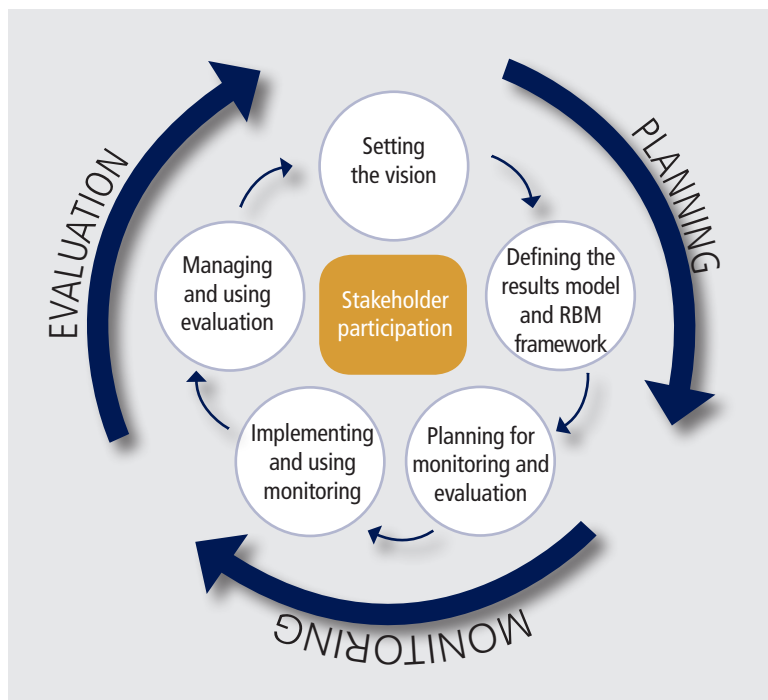 PLANNING
MONITORING
EVALUATION
Setting
the vision
Defining the
results model
and RBM
framework
Planning for
monitoring and
evaluation
Implementing
and using
monitoring
Managing
and using
evaluation
Stakeholder
participation